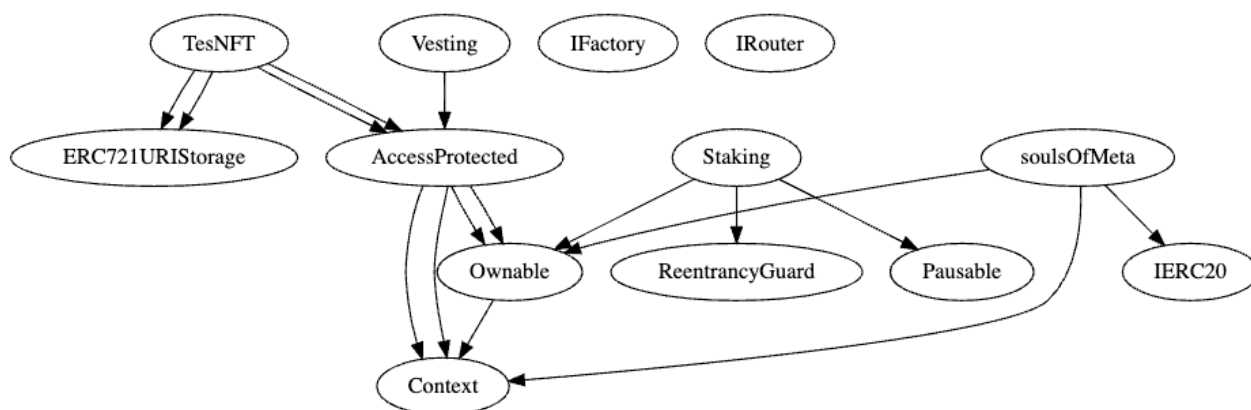 TesNFT
Vesting
IFactory
IRouter
ERC721URIStorage
AccessProtected
Staking
soulsOfMeta
Ownable
ReentrancyGuard
Pausable
IERC20
Context